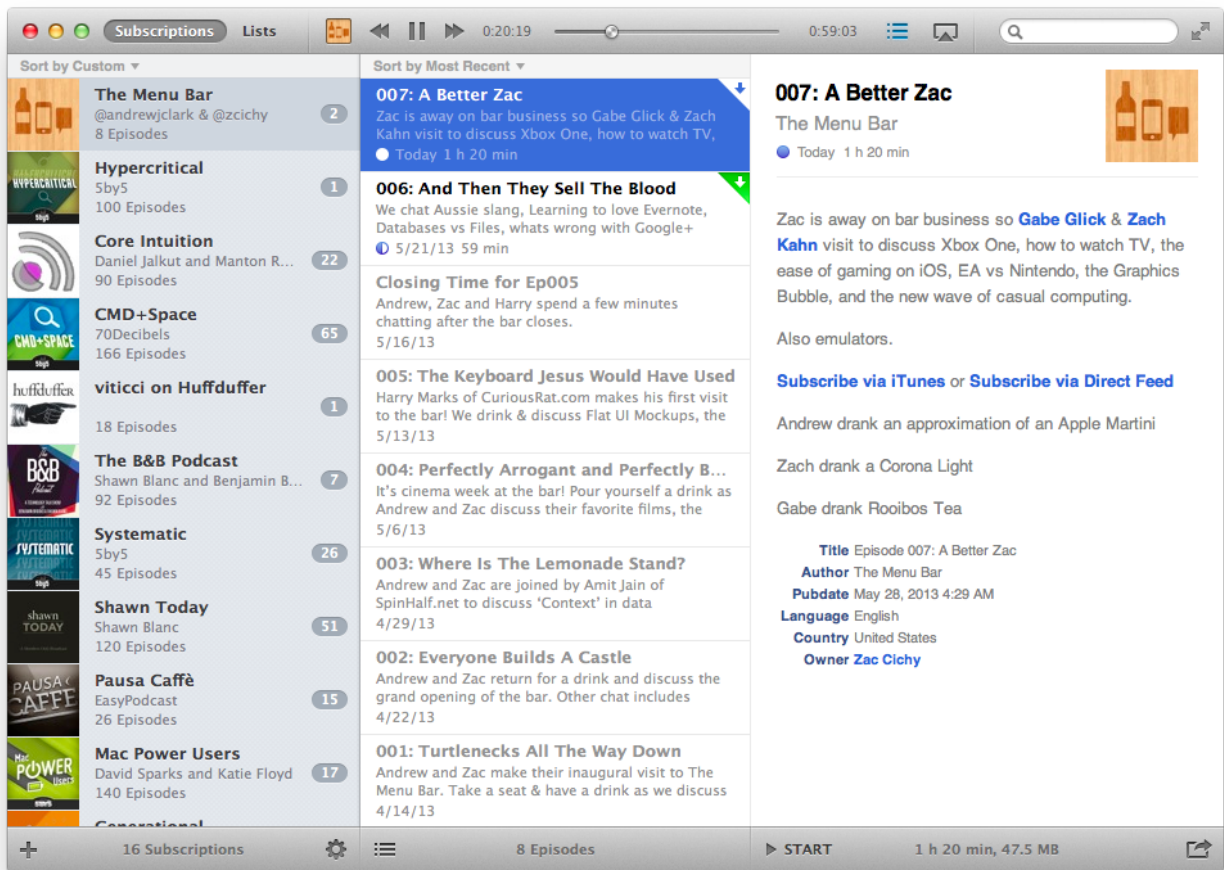 Subscriptions
Lists
0:20:19
0:59:03
Sort by Custom ▼
The Menu Bar
@andrewjclark & @zcichy
8 Episodes
2
HYPERCRITICAL
5by5
Hypercritical
5by5
100 Episodes
1
Core Intuition
Daniel Jalkut and Manton R...
90 Episodes
22
CMD+SPACE
5by5
CMD+Space
70Decibels
166 Episodes
65
huffduffer
viticci on Huffduffer
18 Episodes
1
The
B&B
Podcast
The B&B Podcast
Shawn Blanc and Benjamin B...
92 Episodes
7
SYSTEMATIC
SYSTEMATIC
5by5
Systematic
5by5
45 Episodes
26
shawn
TODAY
Shawn Today
Shawn Blanc
120 Episodes
51
PAUSA
CAFFÈ
Pausa Caffè
EasyPodcast
26 Episodes
15
Mac
POWER
Users
5by5
Mac Power Users
David Sparks and Katie Floyd
140 Episodes
17
Generational
16 Subscriptions
Sort by Most Recent ▼
007: A Better Zac
Zac is away on bar business so Gabe Glick & Zach
Kahn visit to discuss Xbox One, how to watch TV,
Today 1 h 20 min
006: And Then They Sell The Blood
We chat Aussie slang, Learning to love Evernote,
Databases vs Files, whats wrong with Google+
5/21/13 59 min
Closing Time for Ep005
Andrew, Zac and Harry spend a few minutes
chatting after the bar closes.
5/16/13
005: The Keyboard Jesus Would Have Used
Harry Marks of CuriousRat.com makes his first visit
to the bar! We drink & discuss Flat UI Mockups, the
5/13/13
004: Perfectly Arrogant and Perfectly B...
It's cinema week at the bar! Pour yourself a drink as
Andrew and Zac discuss their favorite films, the
5/6/13
003: Where Is The Lemonade Stand?
Andrew and Zac are joined by Amit Jain of
SpinHalf.net to discuss ‘Context’ in data
4/29/13
002: Everyone Builds A Castle
Andrew and Zac return for a drink and discuss the
grand opening of the bar. Other chat includes
4/22/13
001: Turtlenecks All The Way Down
Andrew and Zac make their inaugural visit to The
Menu Bar. Take a seat & have a drink as we discuss
4/14/13
8 Episodes
007: A Better Zac
The Menu Bar
Today 1 h 20 min
Zac is away on bar business so Gabe Glick & Zach
Kahn visit to discuss Xbox One, how to watch TV, the
ease of gaming on iOS, EA vs Nintendo, the Graphics
Bubble, and the new wave of casual computing.
Also emulators.
Subscribe via iTunes or Subscribe via Direct Feed
Andrew drank an approximation of an Apple Martini
Zach drank a Corona Light
Gabe drank Rooibos Tea
Title Episode 007: A Better Zac
Author The Menu Bar
Pubdate May 28, 2013 4:29 AM
Language English
Country United States
Owner Zac Cichy
START
1 h 20 min, 47.5 MB